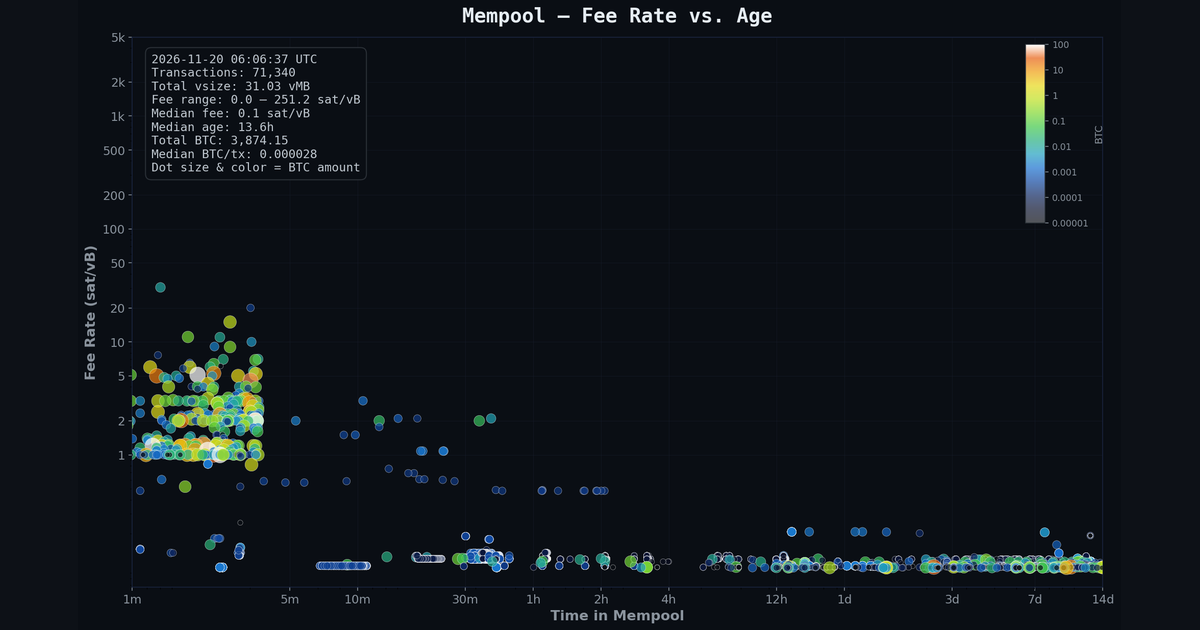 Mempool — Fee Rate vs. Age
2026-11-20 06:06:37 UTC
Transactions: 71,340
Total vsize: 31.03 vMB
Fee range: 0.0 – 251.2 sat/vB
Median fee: 0.1 sat/vB
Median age: 13.6h
Total BTC: 3,874.15
Median BTC/tx: 0.000028
Dot size & color = BTC amount
100
10
1
0.1
0.01
0.001
0.0001
0.00001
BTC
Fee Rate (sat/vB)
5k
2k
1k
500
200
100
50
20
10
5
2
1
1m
5m
10m
30m
1h
2h
4h
12h
1d
3d
7d
14d
Time in Mempool